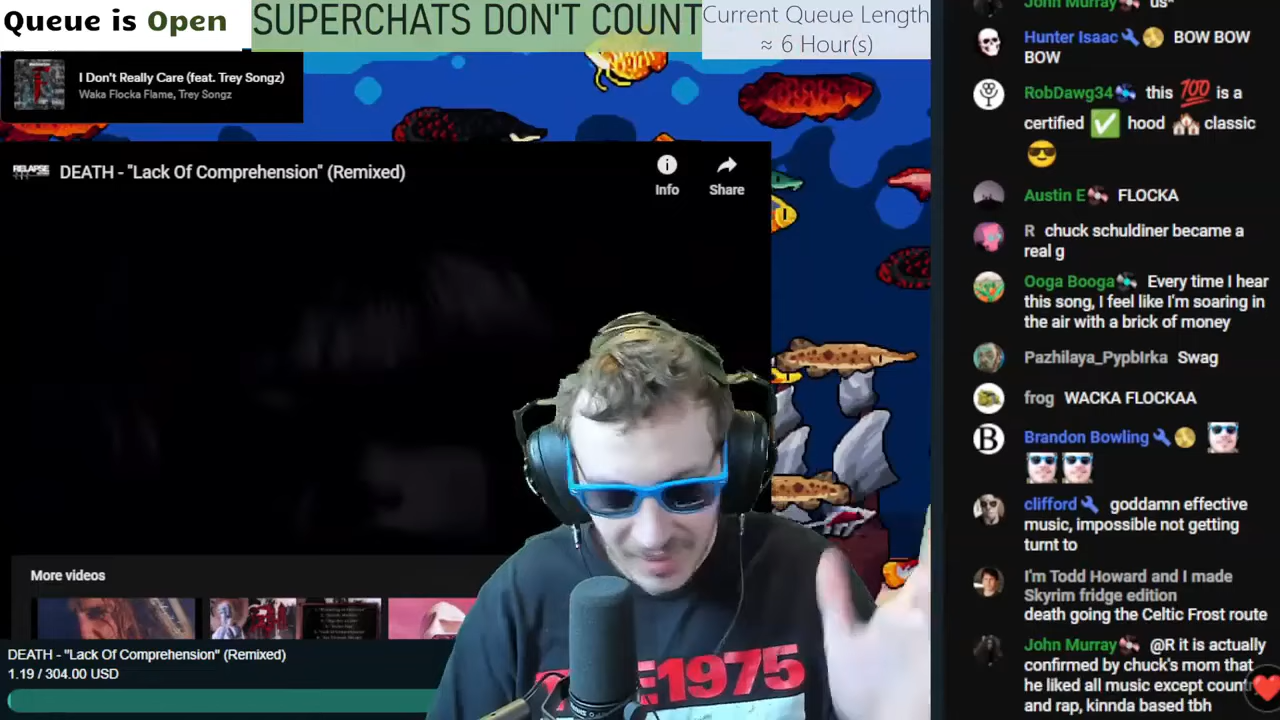 Queue is Open
SUPERCHATS DON'T COUNT
Current Queue Length
≈ 6 Hour(s)
I Don't Really Care (feat. Trey Songz)
Waka Flocka Flame, Trey Songz
RELAPSE
DEATH - "Lack Of Comprehension" (Remixed)
Info
Share
More videos
DEATH - "Lack Of Comprehension" (Remixed)
1.19 / 304.00 USD
1975
John Murray us*
Hunter Isaac BOW BOW
BOW
RobDawg34 this 100 is a
certified hood classic
Austin E FLOCKA
R chuck schuldiner became a
real g
Ooga Booga Every time I hear
this song, I feel like I'm soaring in
the air with a brick of money
Pazhilaya_PypbIrka Swag
frog WACKA FLOCKAA
B Brandon Bowling
clifford goddamn effective
music, impossible not getting
turnt to
I'm Todd Howard and I made
Skyrim fridge edition
death going the Celtic Frost route
John Murray @R it is actually
confirmed by chuck's mom that
he liked all music except
and rap, kinnda based tbh